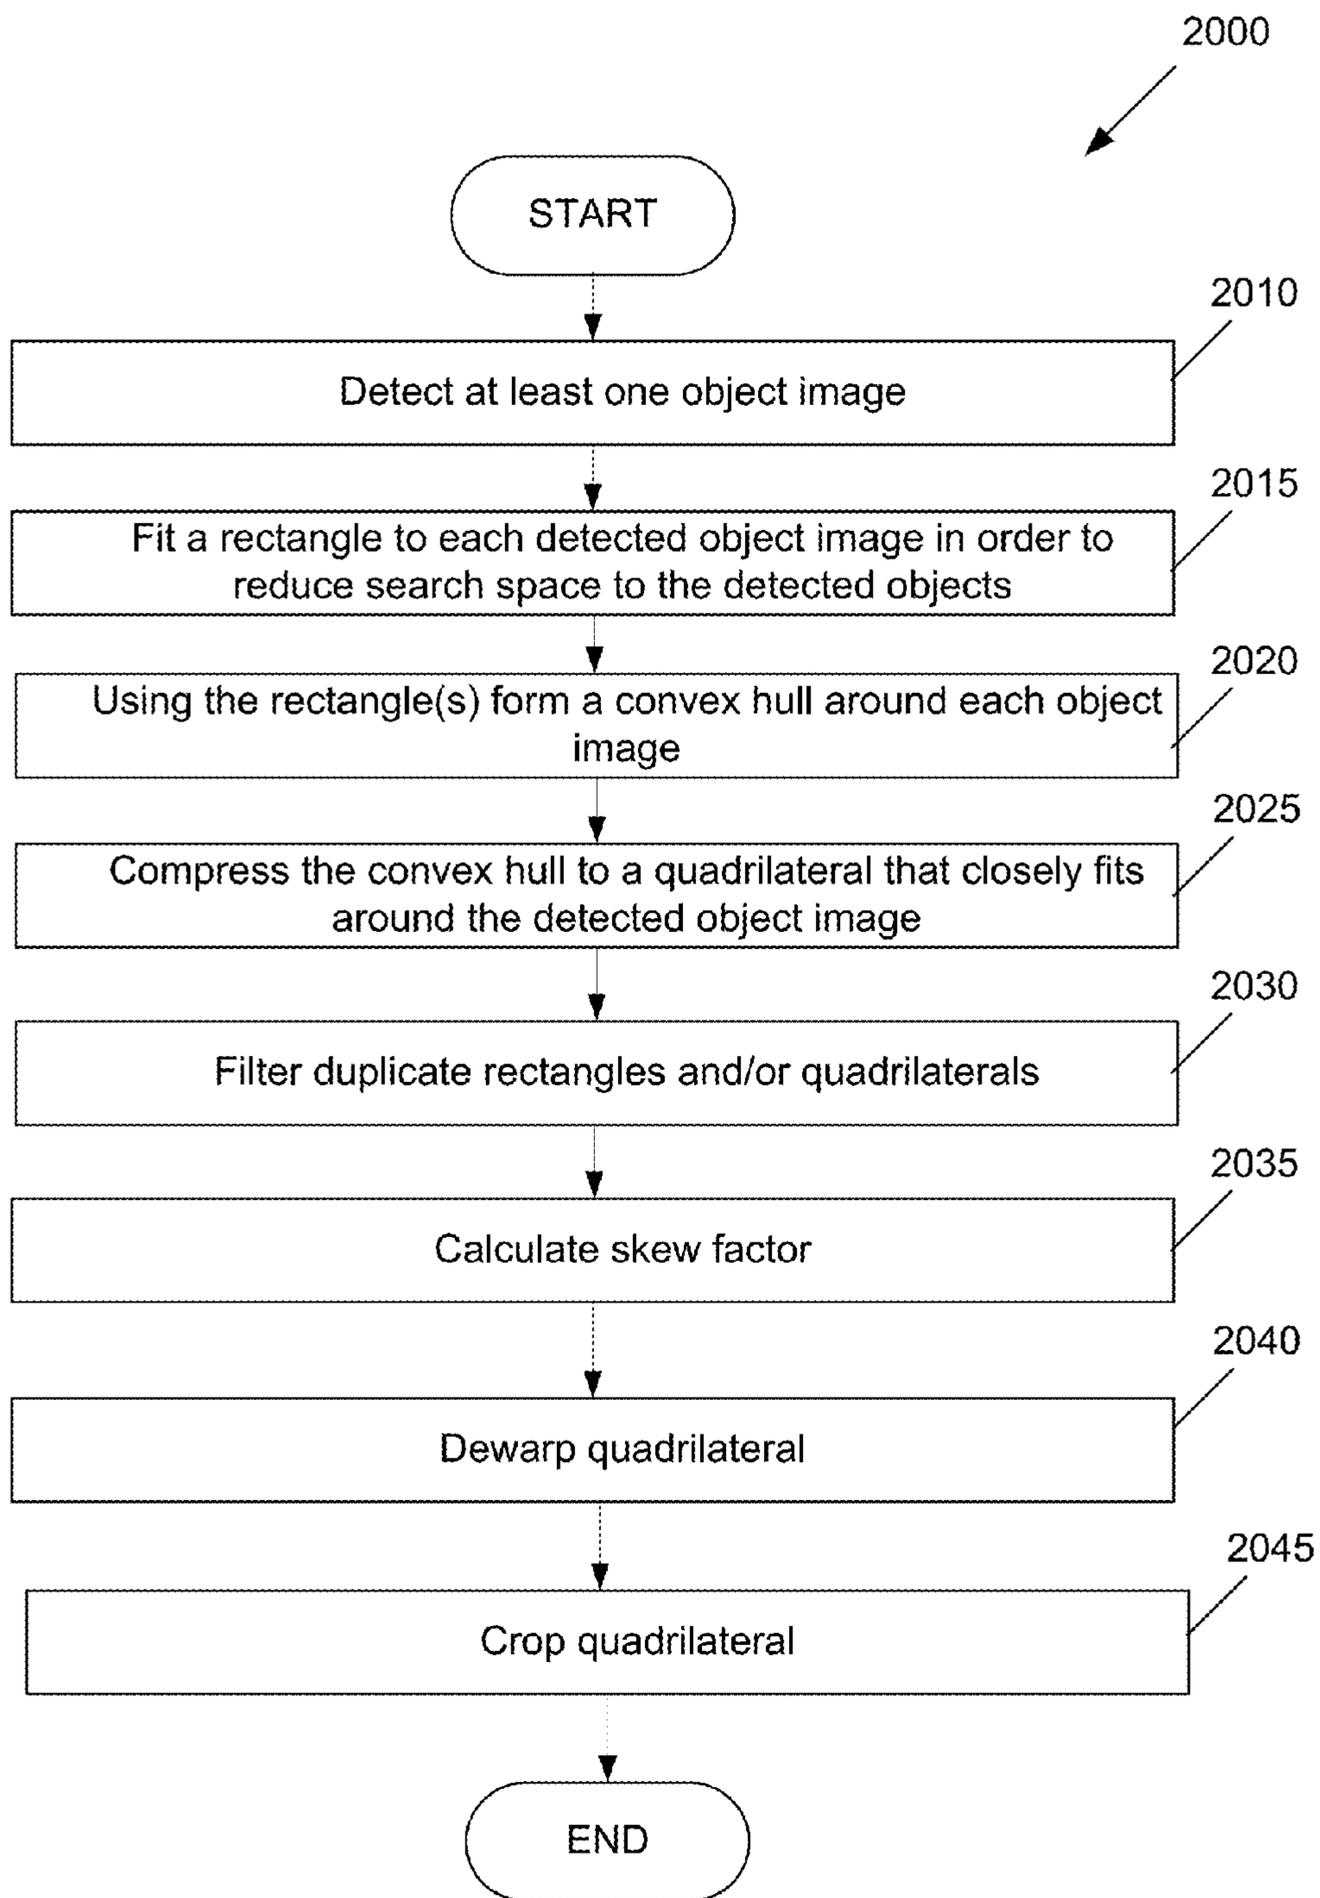 2000
START
2010
Detect at least one object image
2015
Fit a rectangle to each detected object image in order to
reduce search space to the detected objects
2020
Using the rectangle(s) form a convex hull around each object
image
2025
Compress the convex hull to a quadrilateral that closely fits
around the detected object image
2030
Filter duplicate rectangles and/or quadrilaterals
2035
Calculate skew factor
2040
Dewarp quadrilateral
2045
Crop quadrilateral
END